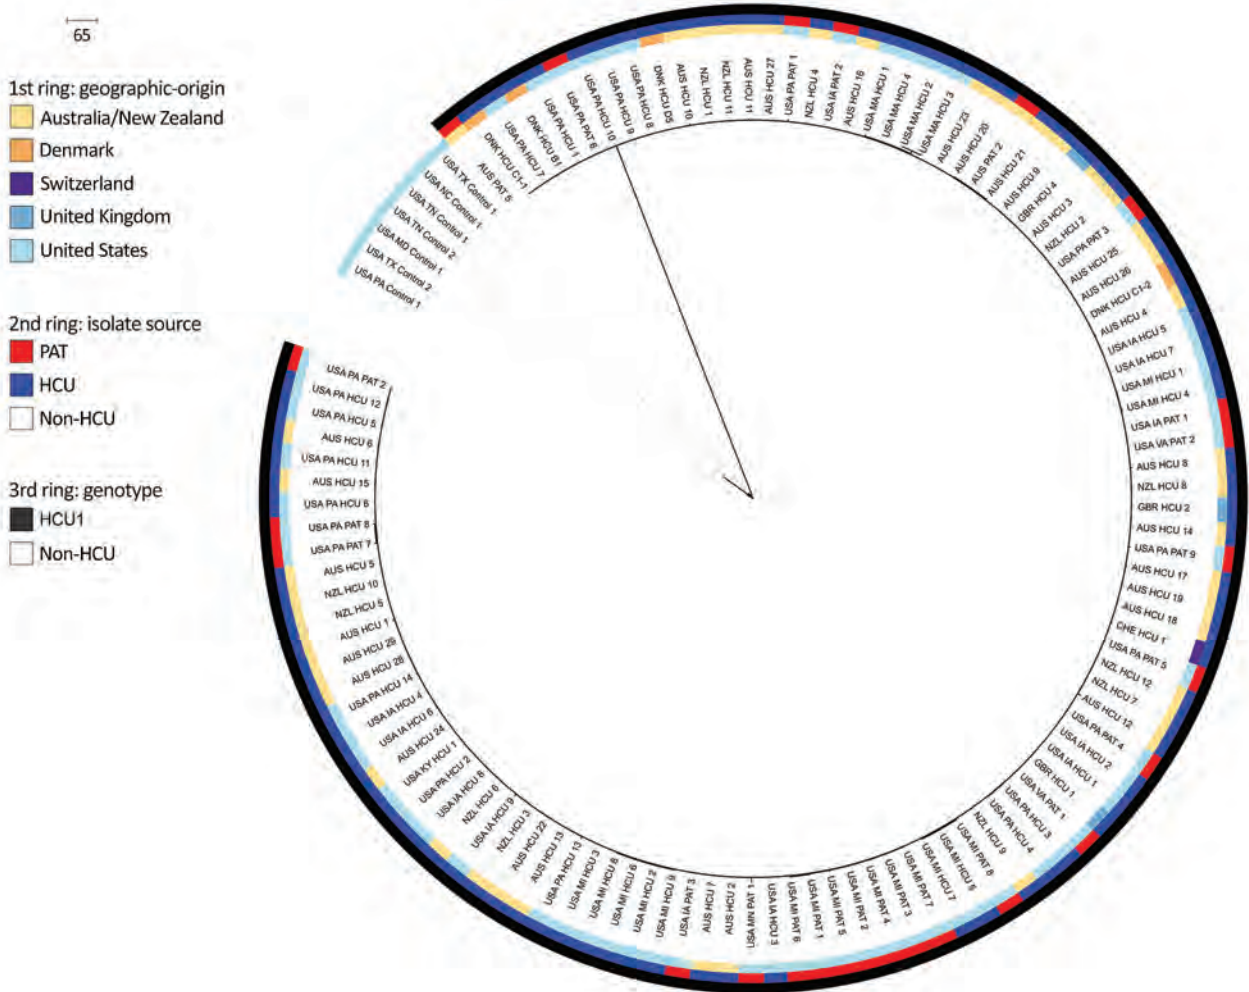 65
1st ring: geographic-origin
Australia/New Zealand
Denmark
Switzerland
United Kingdom
United States
2nd ring: isolate source
PAT
HCU
Non-HCU
3rd ring: genotype
HCU1
Non-HCU
USA PA Control 1
USA TX Control 2
USA MD Control 1
USA TN Control 2
USA TN Control 1
USA NC Control 1
USA TX Control 1
AUS PAT 5
DNK HCU C1-1
USA PA HCU 7
DNK HCU B1
USA PA HCU 1
USA PA PAT 6
USA PA HCU 10
USA PA HCU 9
USA PA HCU 8
DNK HCU D5
AUS HCU 10
NZL HCU 1
NZL HCU 11
AUS HCU 11
AUS HCU 27
USA PA PAT 1
NZL HCU 4
USA IA PAT 2
AUS HCU 16
USA MA HCU 1
USA MA HCU 4
USA MA HCU 2
USA MA HCU 3
AUS HCU 23
AUS HCU 20
AUS PAT 2
AUS HCU 21
AUS HCU 9
GBR HCU 4
AUS HCU 3
NZL HCU 2
USA PA PAT 3
AUS HCU 25
AUS HCU 26
DNK HCU C1-2
AUS HCU 4
USA IA HCU 5
USA IA HCU 7
USA MI HCU 1
USA MI HCU 4
USA IA PAT 1
USA VA PAT 2
AUS HCU 8
NZL HCU 8
GBR HCU 2
AUS HCU 14
USA PA PAT 9
AUS HCU 17
AUS HCU 19
AUS HCU 18
CHE HCU 1
USA PA PAT 5
NZL HCU 12
NZL HCU 7
AUS HCU 12
USA PA PAT 4
USA IA HCU 2
USA IA HCU 1
GBR HCU 1
USA VA PAT 1
USA PA HCU 3
USA PA HCU 4
NZL HCU 9
USA MI PAT 8
USA MI HCU 5
USA MI HCU 7
USA MI PAT 7
USA MI PAT 3
USA MI PAT 4
USA MI PAT 2
USA MI PAT 5
USA MI PAT 1
USA MI PAT 6
USA IA HCU 3
USA MN PAT 1
AUS HCU 2
AUS HCU 7
USA IA PAT 3
USA MI HCU 9
USA MI HCU 2
USA MI HCU 6
USA MI HCU 8
USA MI HCU 3
USA PA HCU 13
AUS HCU 13
AUS HCU 22
NZL HCU 3
USA IA HCU 9
NZL HCU 6
USA IA HCU 8
USA PA HCU 2
USA KY HCU 1
AUS HCU 24
USA IA HCU 6
USA IA HCU 4
USA PA HCU 14
AUS HCU 28
AUS HCU 29
AUS HCU 1
NZL HCU 5
NZL HCU 10
AUS HCU 5
USA PA PAT 7
USA PA PAT 8
USA PA HCU 6
AUS HCU 15
USA PA HCU 11
AUS HCU 6
USA PA HCU 5
USA PA HCU 12
USA PA PAT 2